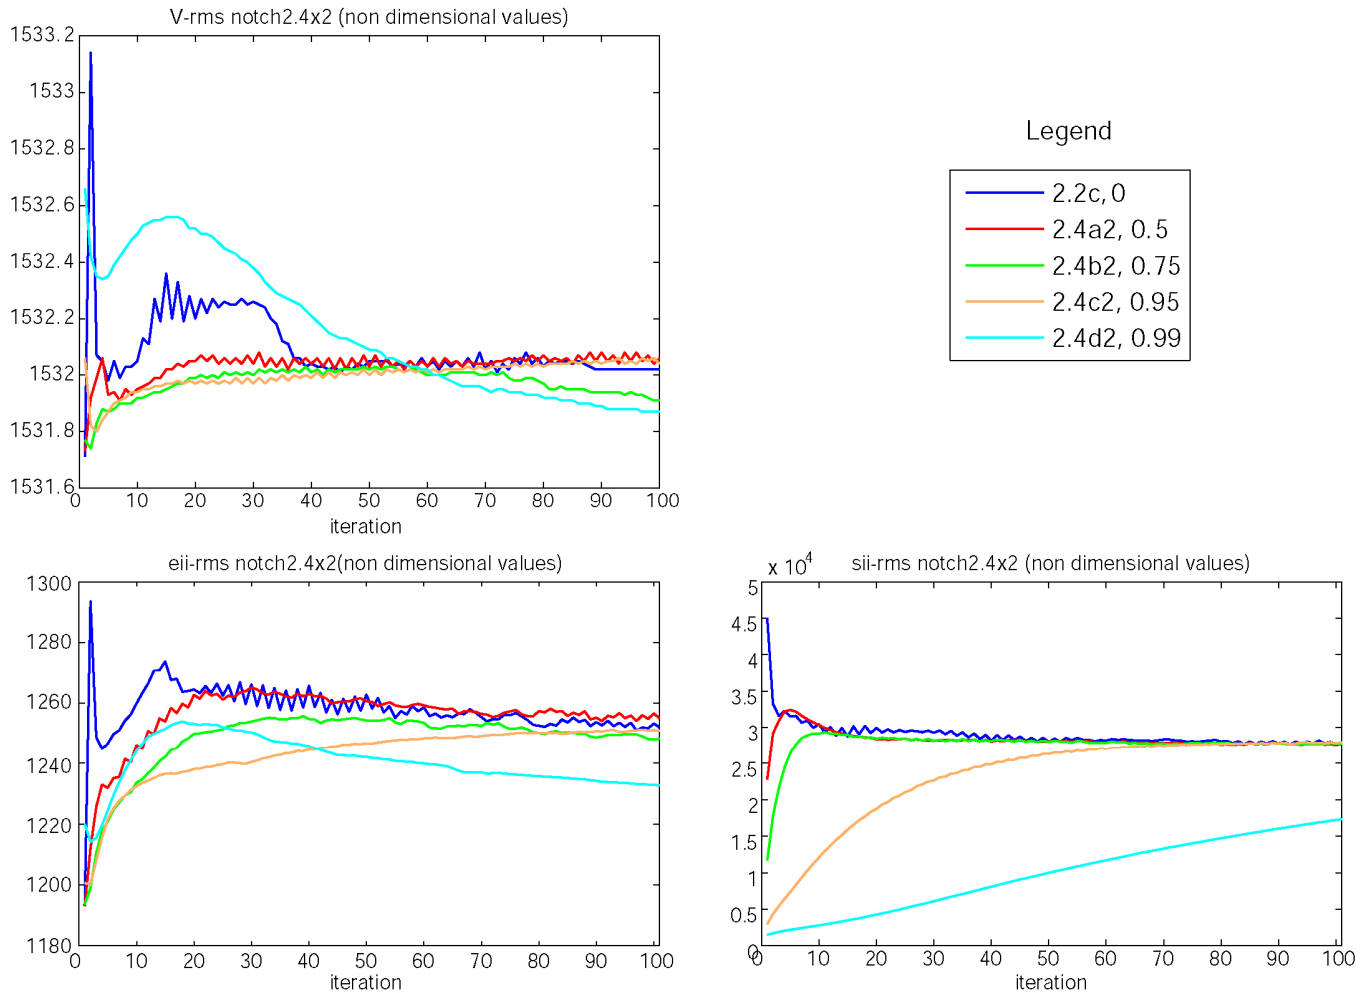 V-rms notch2.4x2 (non dimensional values)
1533.2
1533
1532.8
1532.6
1532.4
1532.2
1532
1531.8
1531.6
0 10 20 30 40 50 60 70 80 90 100
iteration
Legend
2.2c, 0
2.4a2, 0.5
2.4b2, 0.75
2.4c2, 0.95
2.4d2, 0.99
eii-rms notch2.4x2(non dimensional values)
1300
1280
1260
1240
1220
1200
1180
0 10 20 30 40 50 60 70 80 90 100
iteration
x 10^4
sii-rms notch2.4x2 (non dimensional values)
5
4.5
4
3.5
3
2.5
2
1.5
1
0.5
0
0 10 20 30 40 50 60 70 80 90 100
iteration